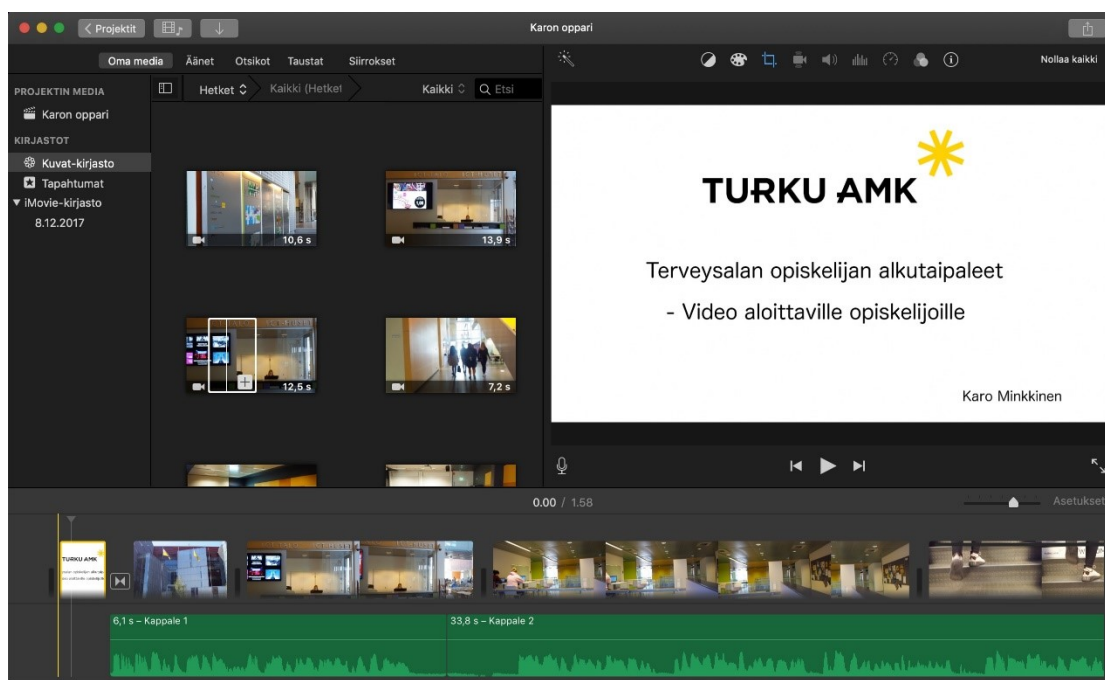 Projektit
Karon oppari
Oma media Äänet Otsikot Taustat Siirrokset
Nollaa kaikki
PROJEKTIN MEDIA
Hetket Kaikki (Hetket Kaikki Etsi
Karon oppari
KIRJASTOT
Kuvat-kirjasto
Tapahtumat
iMovie-kirjasto
8.12.2017
10,6 s
13,9 s
12,5 s
7,2 s
TURKU AMK
Terveysalan opiskelijan alkutaipaleet
- Video aloittaville opiskelijoille
Karo Minkkinen
0.00 / 1.58
Asetukset
TURKU AMK
6,1 s – Kappale 1
33,8 s – Kappale 2